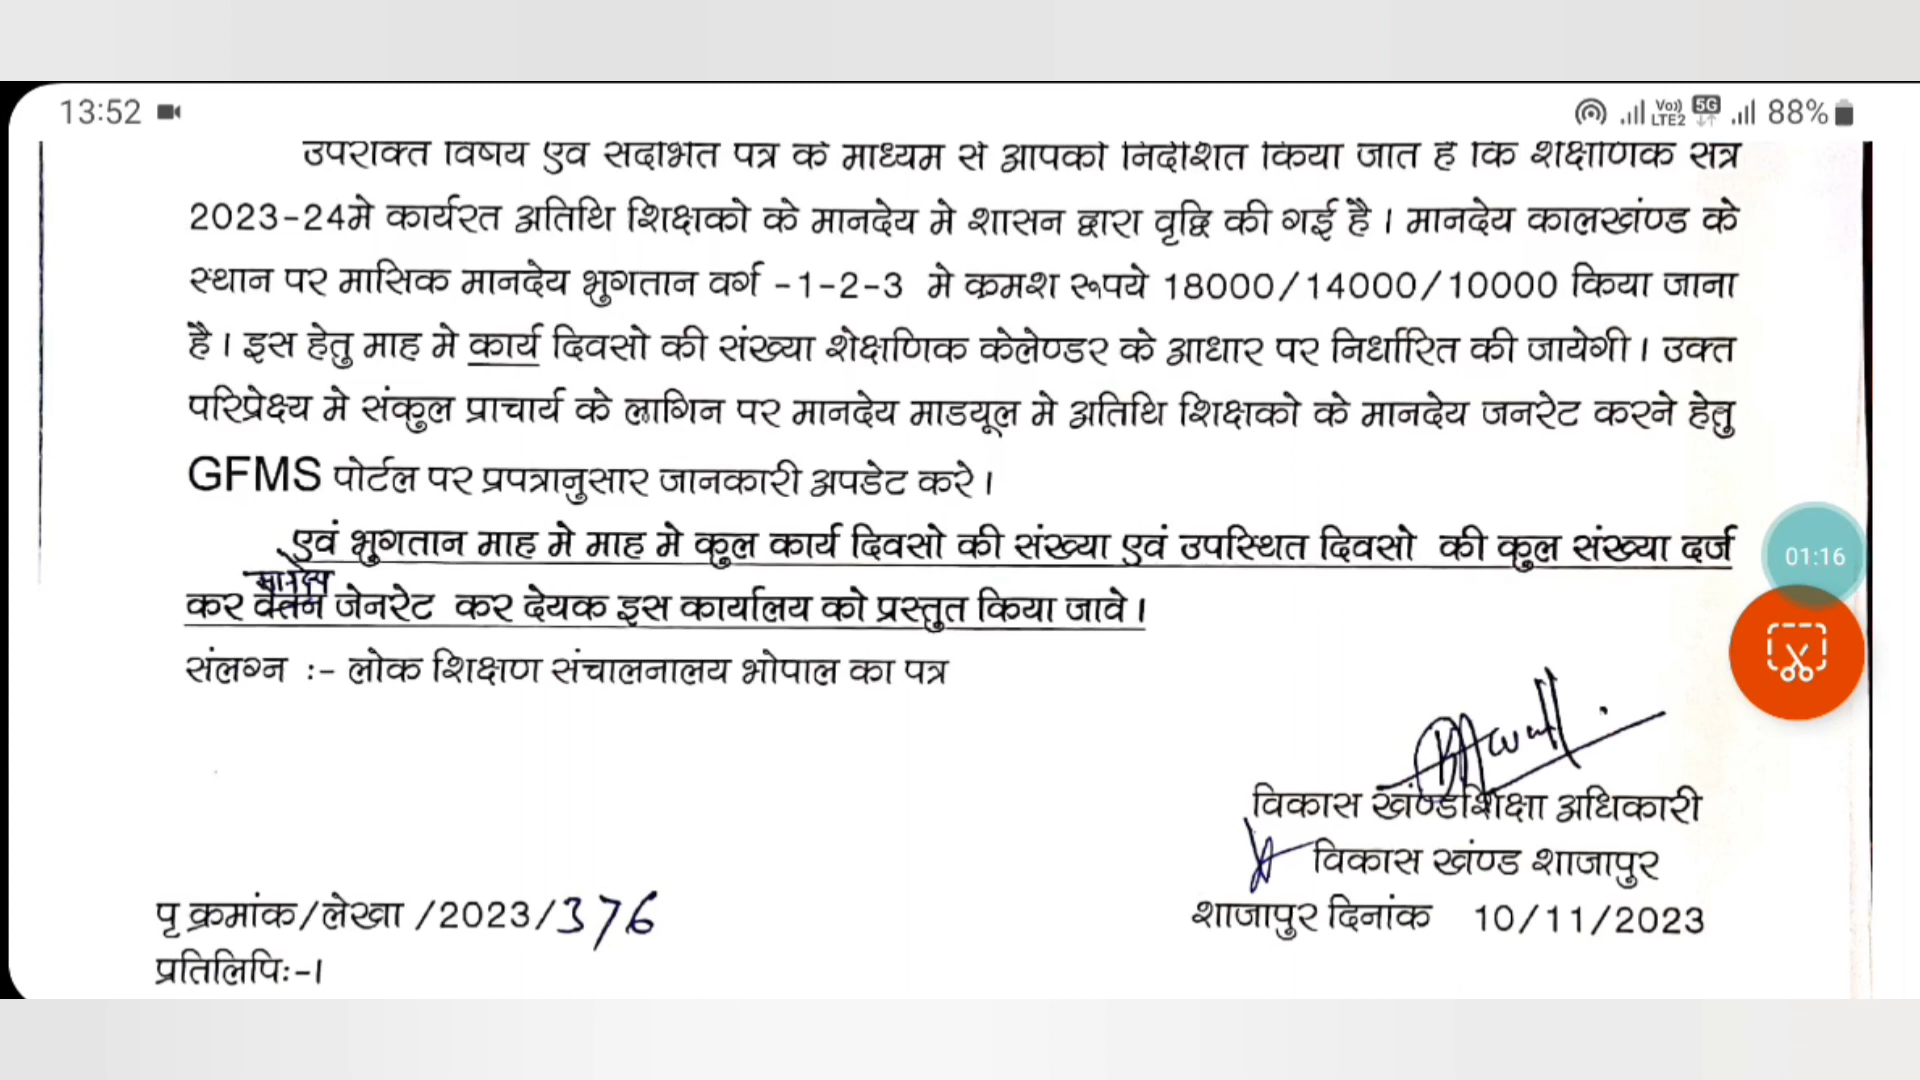 13:52 Vo)) LTE2 5G 88%
उपरोक्त विषय एवं संदर्भित पत्र के माध्यम से आपको निर्देशित किया जात है कि शैक्षणिक सत्र
2023-24मे कार्यरत अतिथि शिक्षको के मानदेय मे शासन द्वारा वृद्वि की गई है । मानदेय कालखंण्ड के
स्थान पर मासिक मानदेय भुगतान वर्ग -1-2-3 मे क्रमश रूपये 18000/14000/10000 किया जाना
है । इस हेतु माह मे कार्य दिवसो की संख्या शेक्षणिक केलेण्डर के आधार पर निर्धारित की जायेगी । उक्त
परिप्रेक्ष्य मे संकुल प्राचार्य के लागिन पर मानदेय माडयूल मे अतिथि शिक्षको के मानदेय जनरेट करने हेतु
GFMS पोर्टल पर प्रपत्रानुसार जानकारी अपडेट करे ।
एवं भुगतान माह मे माह मे कुल कार्य दिवसो की संख्या एवं उपस्थित दिवसो की कुल संख्या दर्ज
01:16
मानदेय
कर वेतन जेनरेट कर देयक इस कार्यालय को प्रस्तुत किया जावे ।
संलग्न :- लोक शिक्षण संचालनालय भोपाल का पत्र
विकास खंण्डशिक्षा अधिकारी
विकास खंण्ड शाजापुर
पृ क्रमांक/लेखा /2023/376
शाजापुर दिनांक 10/11/2023
प्रतिलिपिः-।